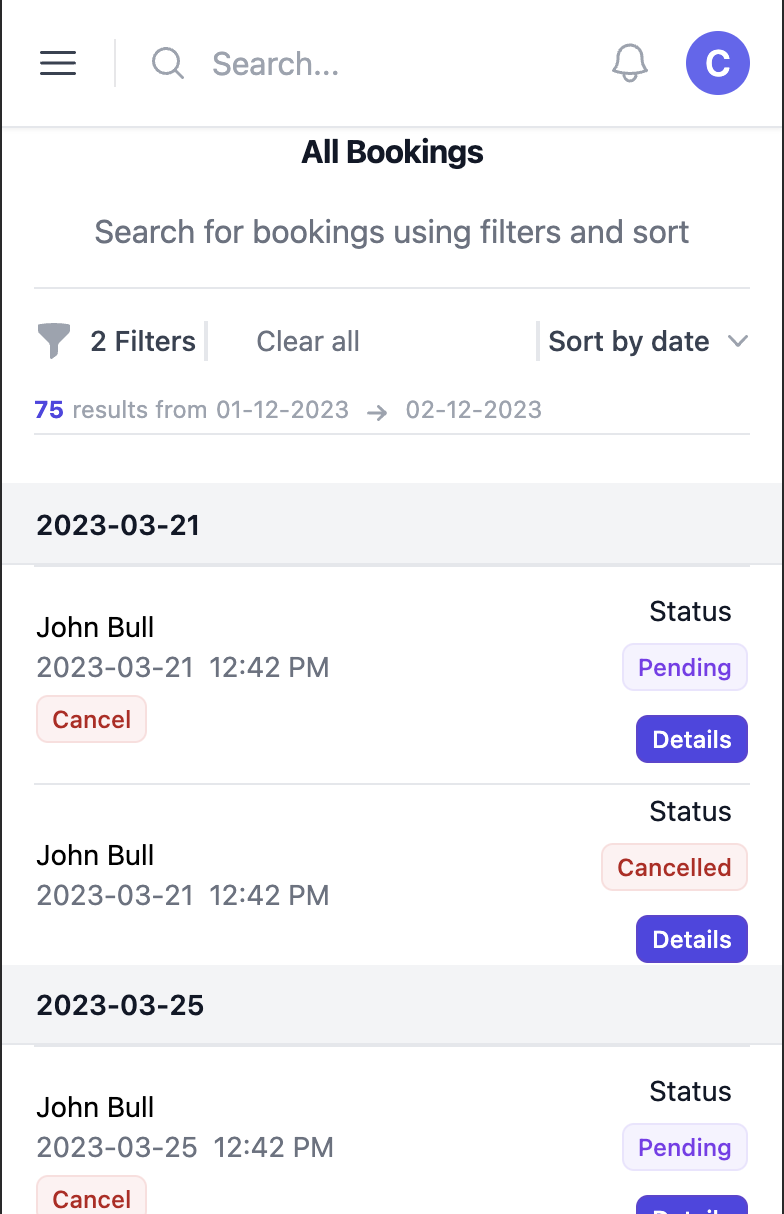 Search...
C
All Bookings
Search for bookings using filters and sort
2 Filters Clear all Sort by date
75 results from 01-12-2023 → 02-12-2023
2023-03-21
Status
John Bull
2023-03-21 12:42 PM
Pending
Cancel
Details
Status
John Bull
2023-03-21 12:42 PM
Cancelled
Details
2023-03-25
Status
John Bull
2023-03-25 12:42 PM
Pending
Cancel
Details